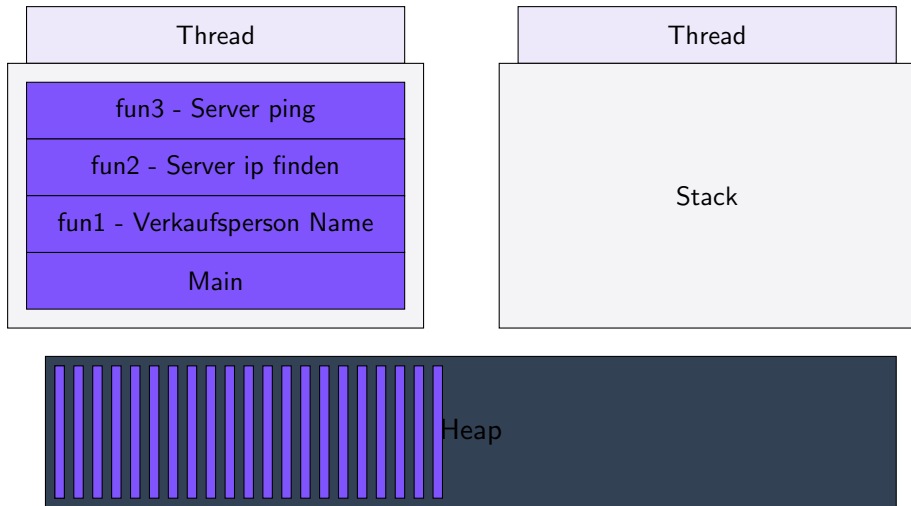 Thread
Thread
fun3 - Server ping
fun2 - Server ip finden
fun1 - Verkaufsperson Name
Main
Stack
Heap